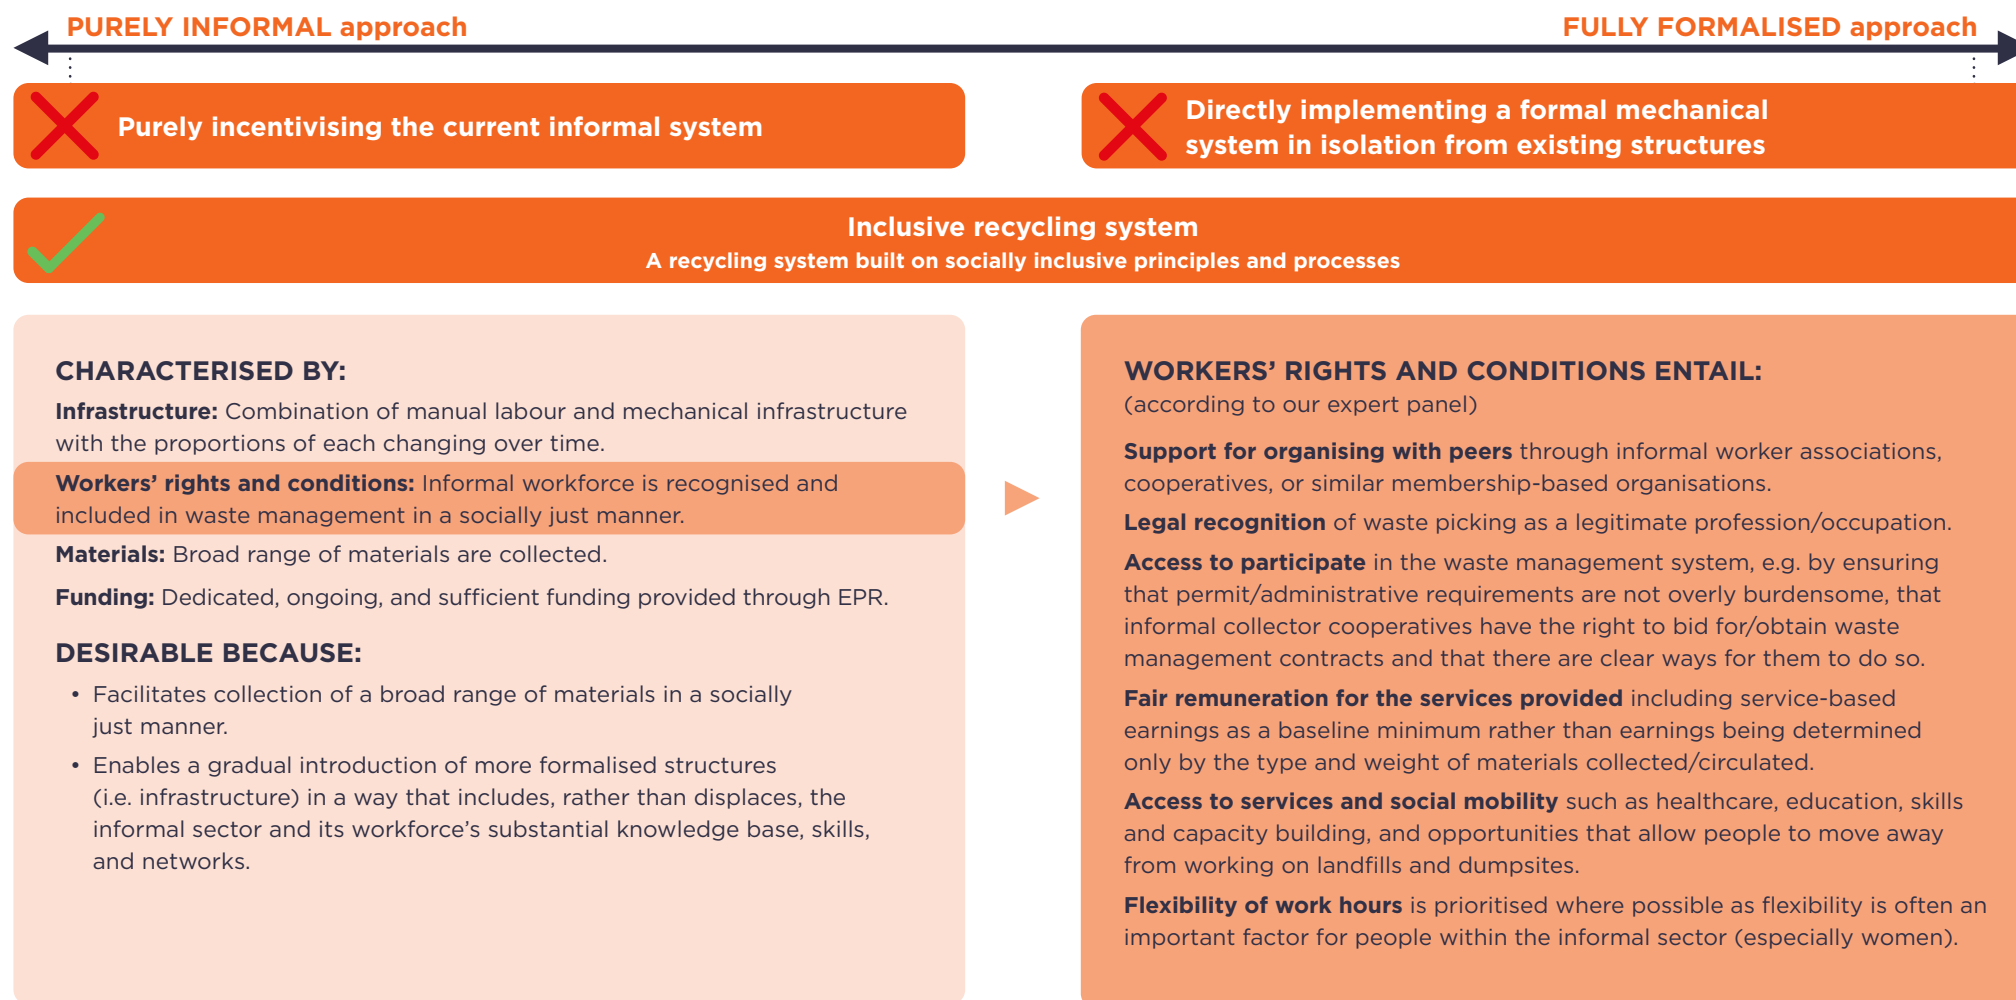 PURELY INFORMAL approach
FULLY FORMALISED approach
Purely incentivising the current informal system
Directly implementing a formal mechanical
system in isolation from existing structures
Inclusive recycling system
A recycling system built on socially inclusive principles and processes
CHARACTERISED BY:
Infrastructure: Combination of manual labour and mechanical infrastructure
with the proportions of each changing over time.
Workers’ rights and conditions: Informal workforce is recognised and
included in waste management in a socially just manner.
Materials: Broad range of materials are collected.
Funding: Dedicated, ongoing, and sufficient funding provided through EPR.
DESIRABLE BECAUSE:
• Facilitates collection of a broad range of materials in a socially
just manner.
• Enables a gradual introduction of more formalised structures
(i.e. infrastructure) in a way that includes, rather than displaces, the
informal sector and its workforce’s substantial knowledge base, skills,
and networks.
WORKERS’ RIGHTS AND CONDITIONS ENTAIL:
(according to our expert panel)
Support for organising with peers through informal worker associations,
cooperatives, or similar membership-based organisations.
Legal recognition of waste picking as a legitimate profession/occupation.
Access to participate in the waste management system, e.g. by ensuring
that permit/administrative requirements are not overly burdensome, that
informal collector cooperatives have the right to bid for/obtain waste
management contracts and that there are clear ways for them to do so.
Fair remuneration for the services provided including service-based
earnings as a baseline minimum rather than earnings being determined
only by the type and weight of materials collected/circulated.
Access to services and social mobility such as healthcare, education, skills
and capacity building, and opportunities that allow people to move away
from working on landfills and dumpsites.
Flexibility of work hours is prioritised where possible as flexibility is often an
important factor for people within the informal sector (especially women).